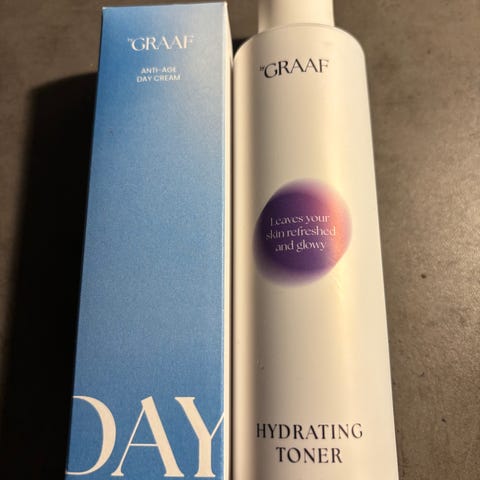 by GRAAF
ANTI-AGE
DAY CREAM
DAY
by GRAAF
Leaves your
skin refreshed
and glowy
HYDRATING
TONER